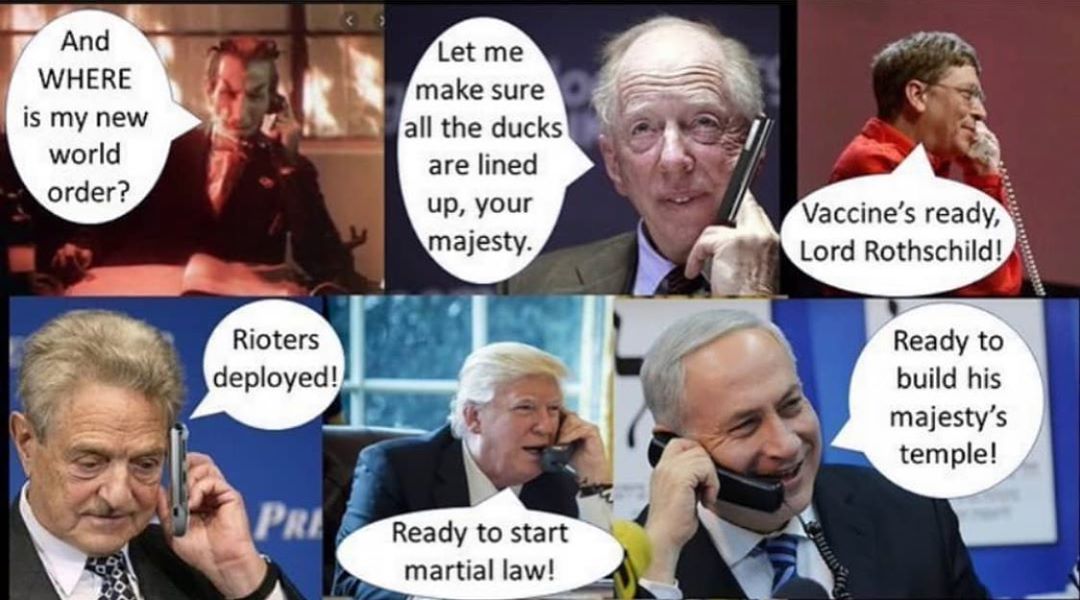 And
WHERE
is my new
world
order?
Let me
make sure
all the ducks
are lined
up, your
majesty.
Vaccine's ready,
Lord Rothschild!
Rioters
deployed!
PRE
Ready to start
martial law!
Ready to
build his
majesty's
temple!